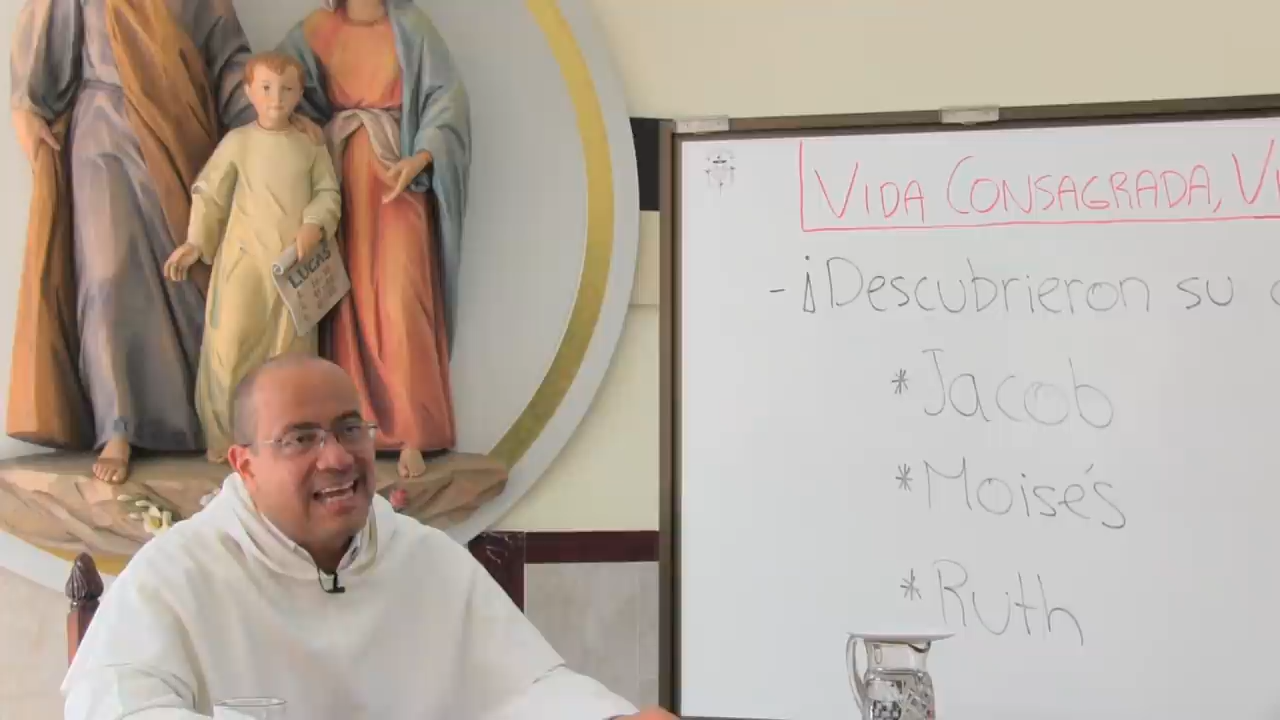 LUCAS
VIDA CONSAGRADA,
- ¡Descubrieron su
* Jacob
* Moisés
* Ruth